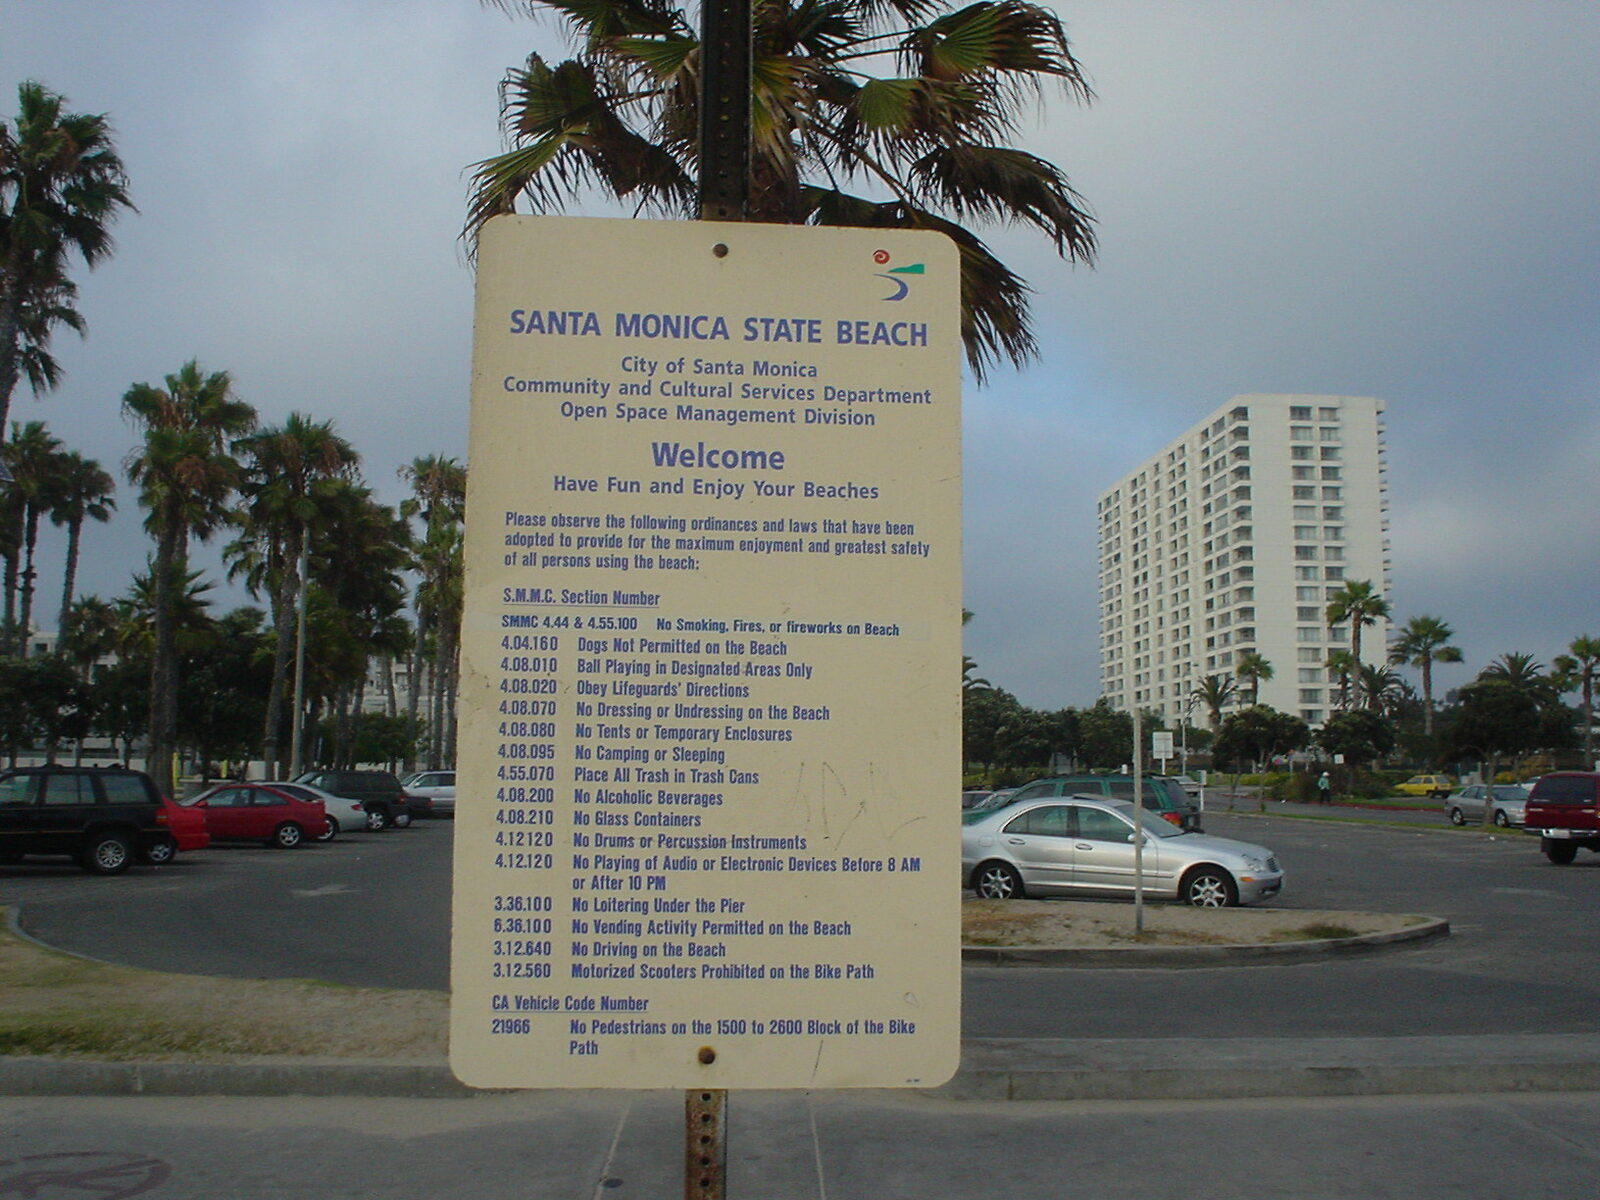 SANTA MONICA STATE BEACH
City of Santa Monica
Community and Cultural Services Department
Open Space Management Division
Welcome
Have Fun and Enjoy Your Beaches
Please observe the following ordinances and laws that have been
adopted to provide for the maximum enjoyment and greatest safety
of all persons using the beach:
S.M.M.C. Section Number
SMMC 4.44 & 4.55.100 No Smoking, Fires, or fireworks on Beach
4.04.160 Dogs Not Permitted on the Beach
4.08.010 Ball Playing in Designated Areas Only
4.08.020 Obey Lifeguards' Directions
4.08.070 No Dressing or Undressing on the Beach
4.08.080 No Tents or Temporary Enclosures
4.08.095 No Camping or Sleeping
4.55.070 Place All Trash in Trash Cans
4.08.200 No Alcoholic Beverages
4.08.210 No Glass Containers
4.12120 No Drums or Percussion Instruments
4.12.120 No Playing of Audio or Electronic Devices Before 8 AM
or After 10 PM
3.36.100 No Loitering Under the Pier
6.36.100 No Vending Activity Permitted on the Beach
3.12.640 No Driving on the Beach
3.12.560 Motorized Scooters Prohibited on the Bike Path
CA Vehicle Code Number
21966 No Pedestrians on the 1500 to 2600 Block of the Bike
Path